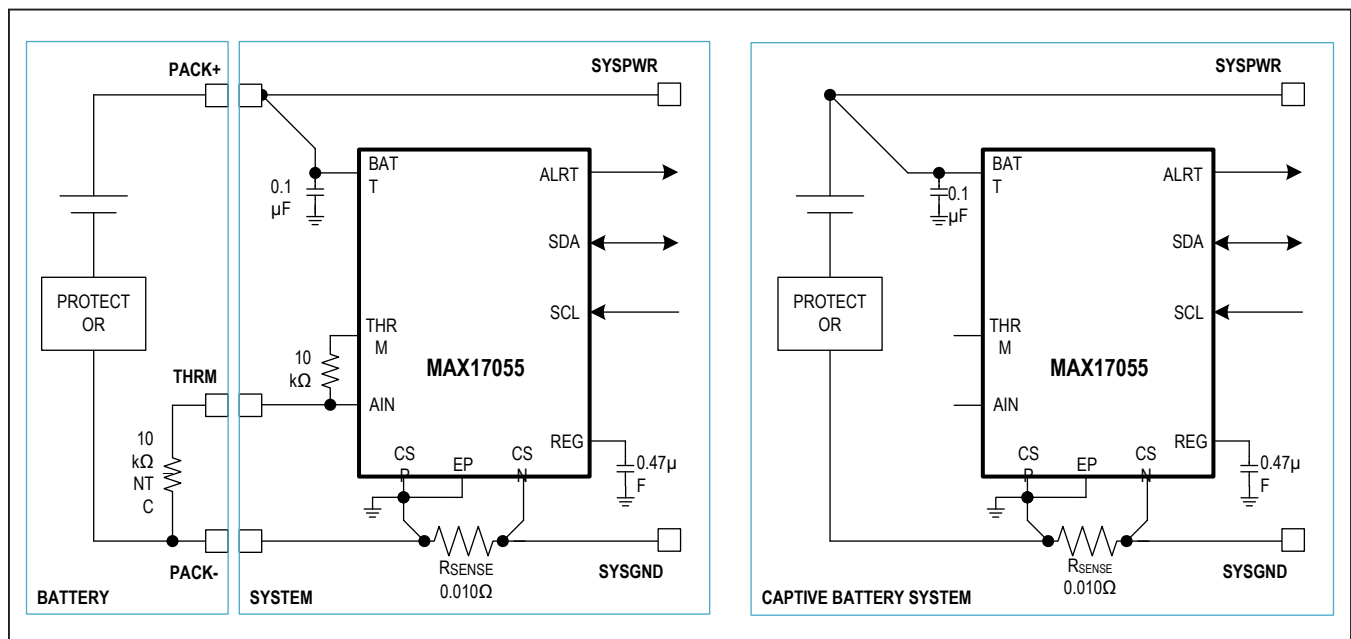 PACK+
SYSPWR
BAT
T
ALRT
0.1
µF
SDA
PROTECT
OR
SCL
THR
M
10
kΩ
MAX17055
THRM
AIN
10
kΩ
NT
C
REG
CS
P
EP
CS
N
0.47µ
F
RSENSE
0.010Ω
PACK-
SYSGND
BATTERY
SYSTEM
SYSPWR
BAT
T
ALRT
0.1
µF
SDA
PROTECT
OR
SCL
THR
M
MAX17055
AIN
REG
CS
P
EP
CS
N
0.47µ
F
RSENSE
0.010Ω
SYSGND
CAPTIVE BATTERY SYSTEM